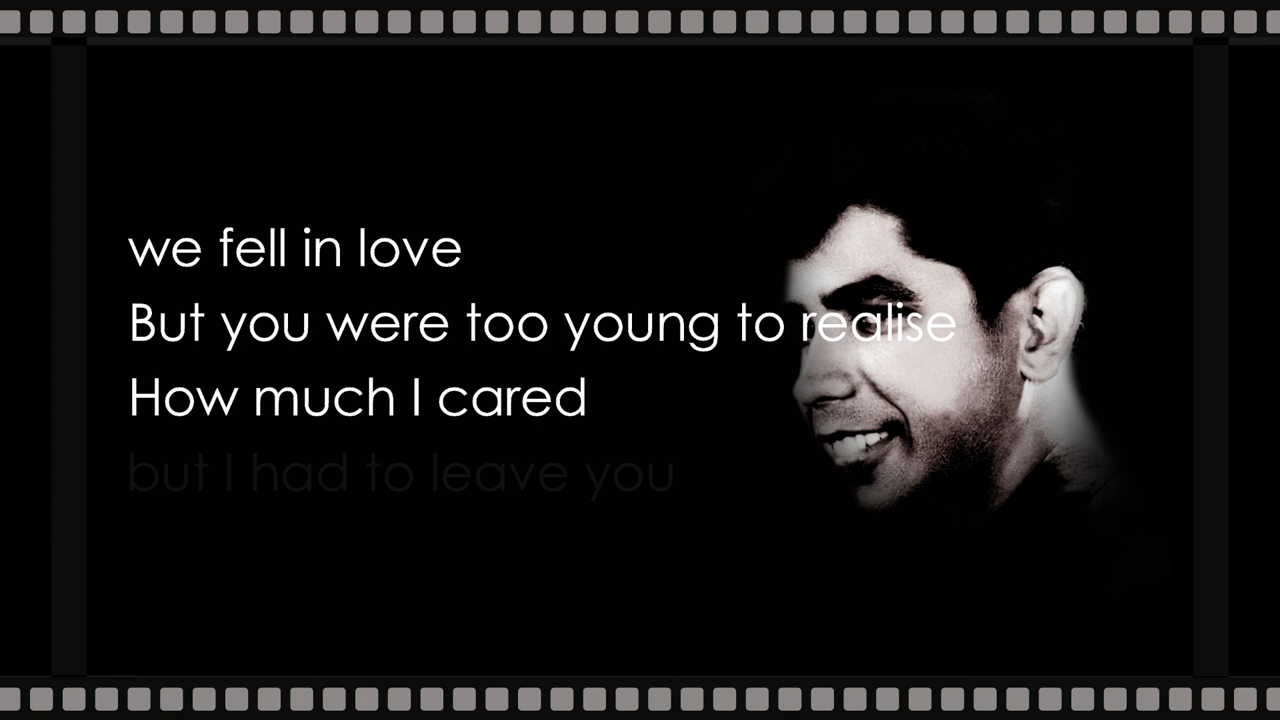 we fell in love
But you were too young to realise
How much I cared
but I had to leave you